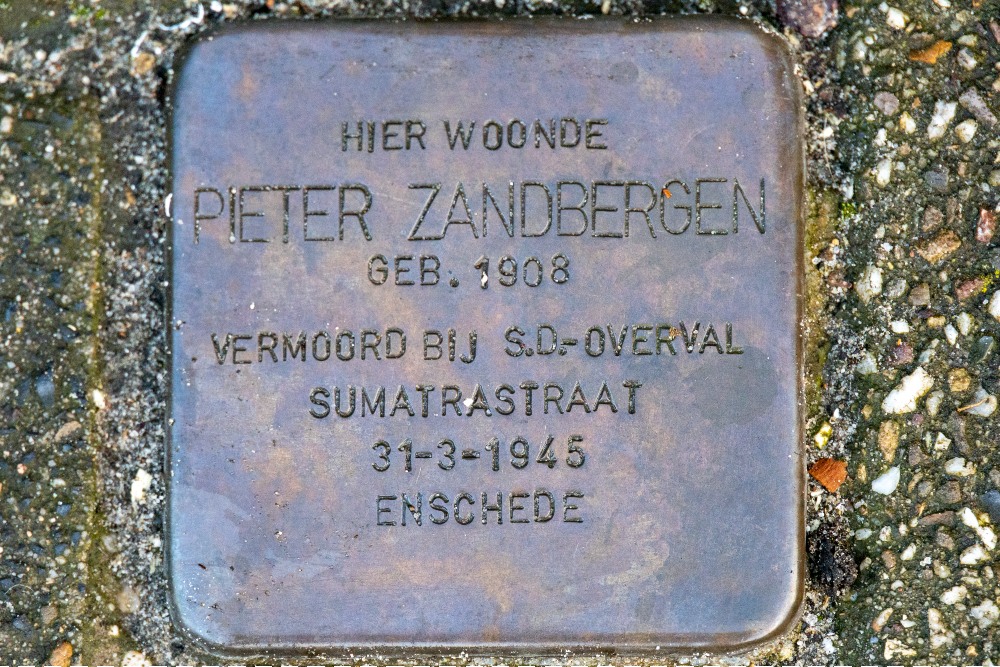 HIER WOONDE
PIETER ZANDBERGEN
GEB. 1908
VERMOORD BIJ S.D.-OVERVAL
SUMATRASTRAAT
31-3-1945
ENSCHEDE